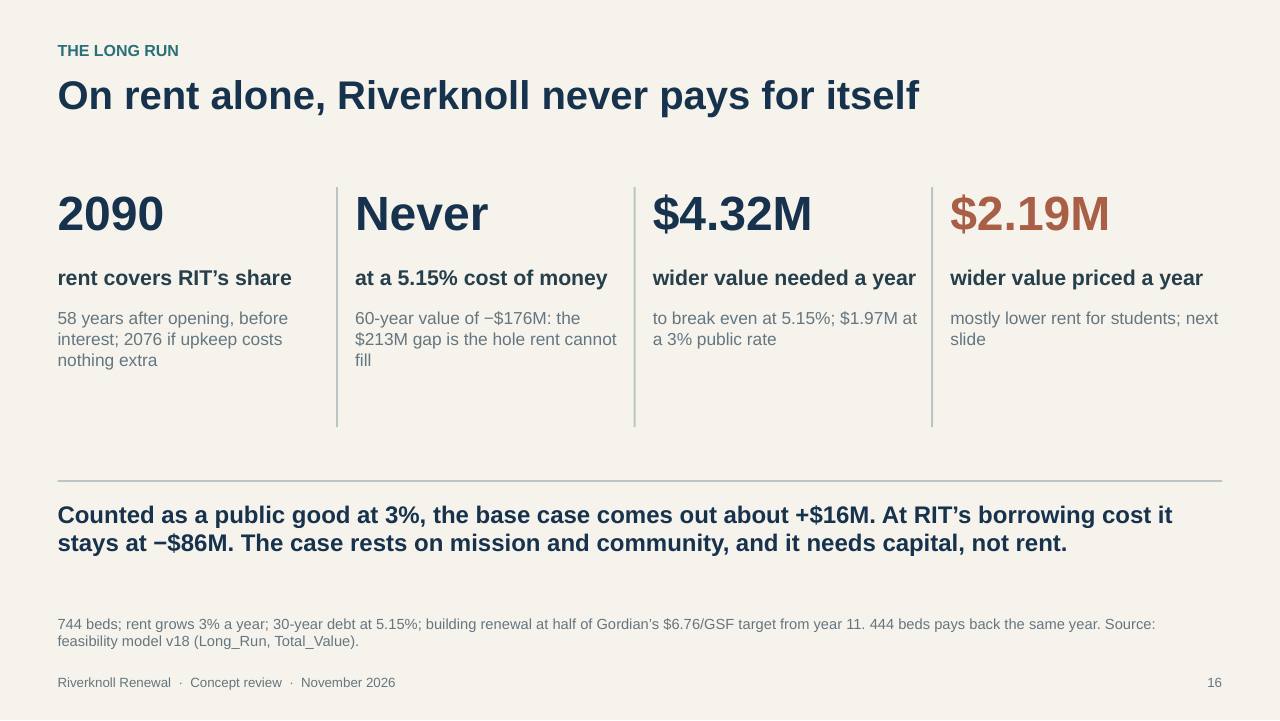 THE LONG RUN
On rent alone, Riverknoll never pays for itself
2090
rent covers RIT’s share
58 years after opening, before
interest; 2076 if upkeep costs
nothing extra
Never
at a 5.15% cost of money
60-year value of −$176M: the
$213M gap is the hole rent cannot
fill
$4.32M
wider value needed a year
to break even at 5.15%; $1.97M at
a 3% public rate
$2.19M
wider value priced a year
mostly lower rent for students; next
slide
Counted as a public good at 3%, the base case comes out about +$16M. At RIT’s borrowing cost it
stays at −$86M. The case rests on mission and community, and it needs capital, not rent.
744 beds; rent grows 3% a year; 30-year debt at 5.15%; building renewal at half of Gordian’s $6.76/GSF target from year 11. 444 beds pays back the same year. Source:
feasibility model v18 (Long_Run, Total_Value).
Riverknoll Renewal · Concept review · November 2026
16